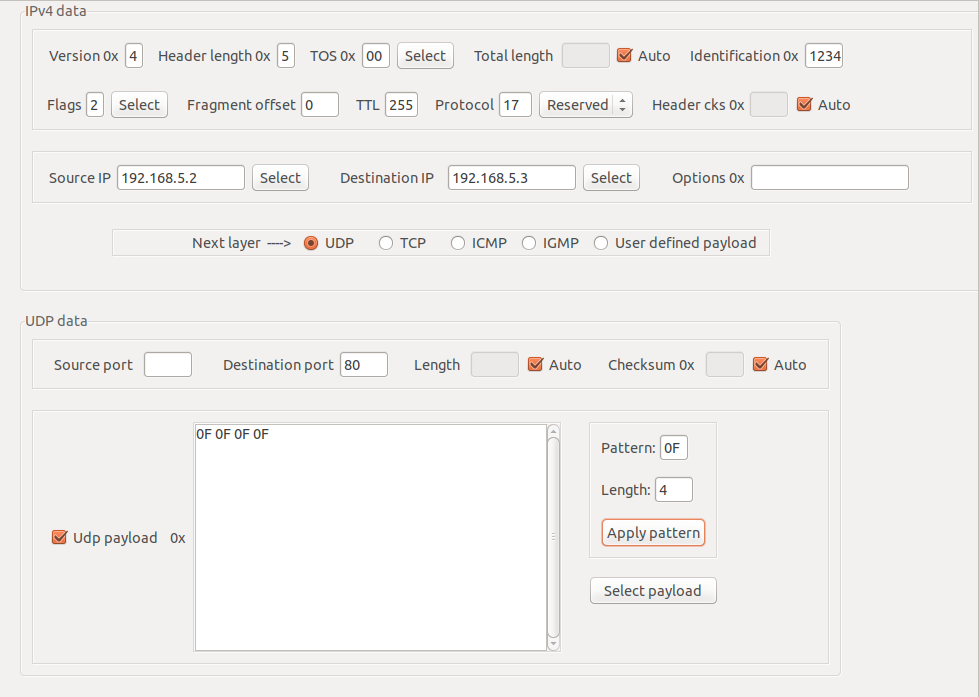 IPv4 data
Version 0x 4 Header length 0x 5 TOS 0x 00 Select Total length Auto Identification 0x 1234
Flags 2 Select Fragment offset 0 TTL 255 Protocol 17 Reserved Header cks 0x Auto
Source IP 192.168.5.2 Select Destination IP 192.168.5.3 Select Options 0x
Next layer ----> UDP TCP ICMP IGMP User defined payload
UDP data
Source port Destination port 80 Length Auto Checksum 0x Auto
0F 0F 0F 0F
Pattern: 0F
Length: 4
Apply pattern
Udp payload 0x
Select payload